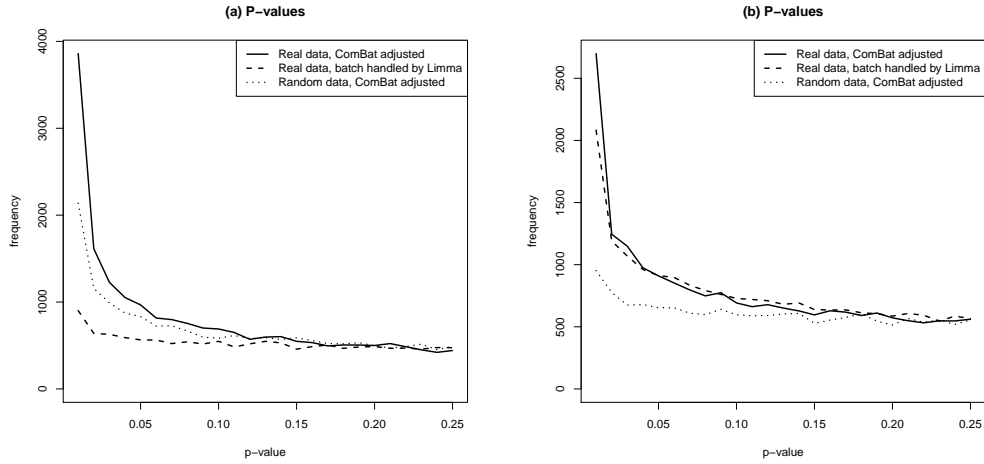 (a) P−values
Real data, ComBat adjusted
Real data, batch handled by Limma
Random data, ComBat adjusted
frequency
4000
3000
2000
1000
0
0.05 0.10 0.15 0.20 0.25
p−value
(b) P−values
Real data, ComBat adjusted
Real data, batch handled by Limma
Random data, ComBat adjusted
frequency
2500
2000
1500
1000
500
0
0.05 0.10 0.15 0.20 0.25
p−value